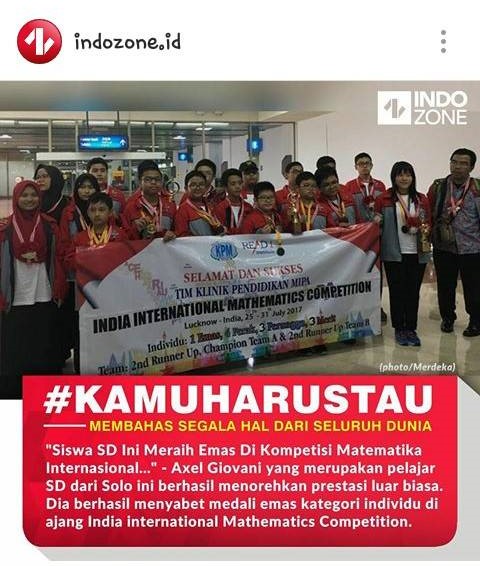 indozone.id
INDO
ZONE
KPM
SELAMAT DAN SUKSES
TIM KLINIK PENDIDIKAN MIPA
INDIA INTERNATIONAL MATHEMATICS COMPETITION
Lucknow - India, 25 - 31 July 2017
Individu: 1 Emas, 4 Perak, 3 Perunggu, 3 Merit
Team: 2nd Runner Up, Champion Team A & 2nd Runner Up Team B
(photo/Merdeka)
#KAMUHARUSTAU
MEMBAHAS SEGALA HAL DARI SELURUH DUNIA
"Siswa SD Ini Meraih Emas Di Kompetisi Matematika
Internasional..." - Axel Giovani yang merupakan pelajar
SD dari Solo ini berhasil menorehkan prestasi luar biasa.
Dia berhasil menyabet medali emas kategori individu di
ajang India international Mathematics Competition.